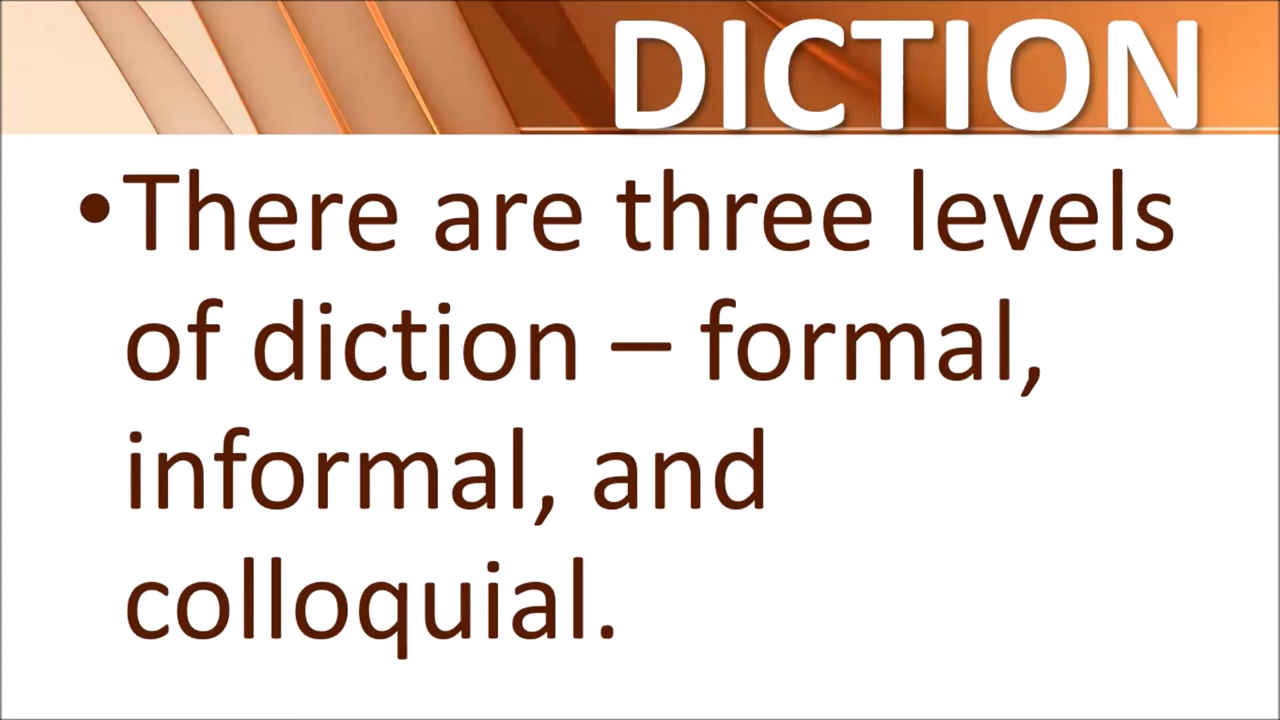 DICTION
•There are three levels
of diction – formal,
informal, and
colloquial.